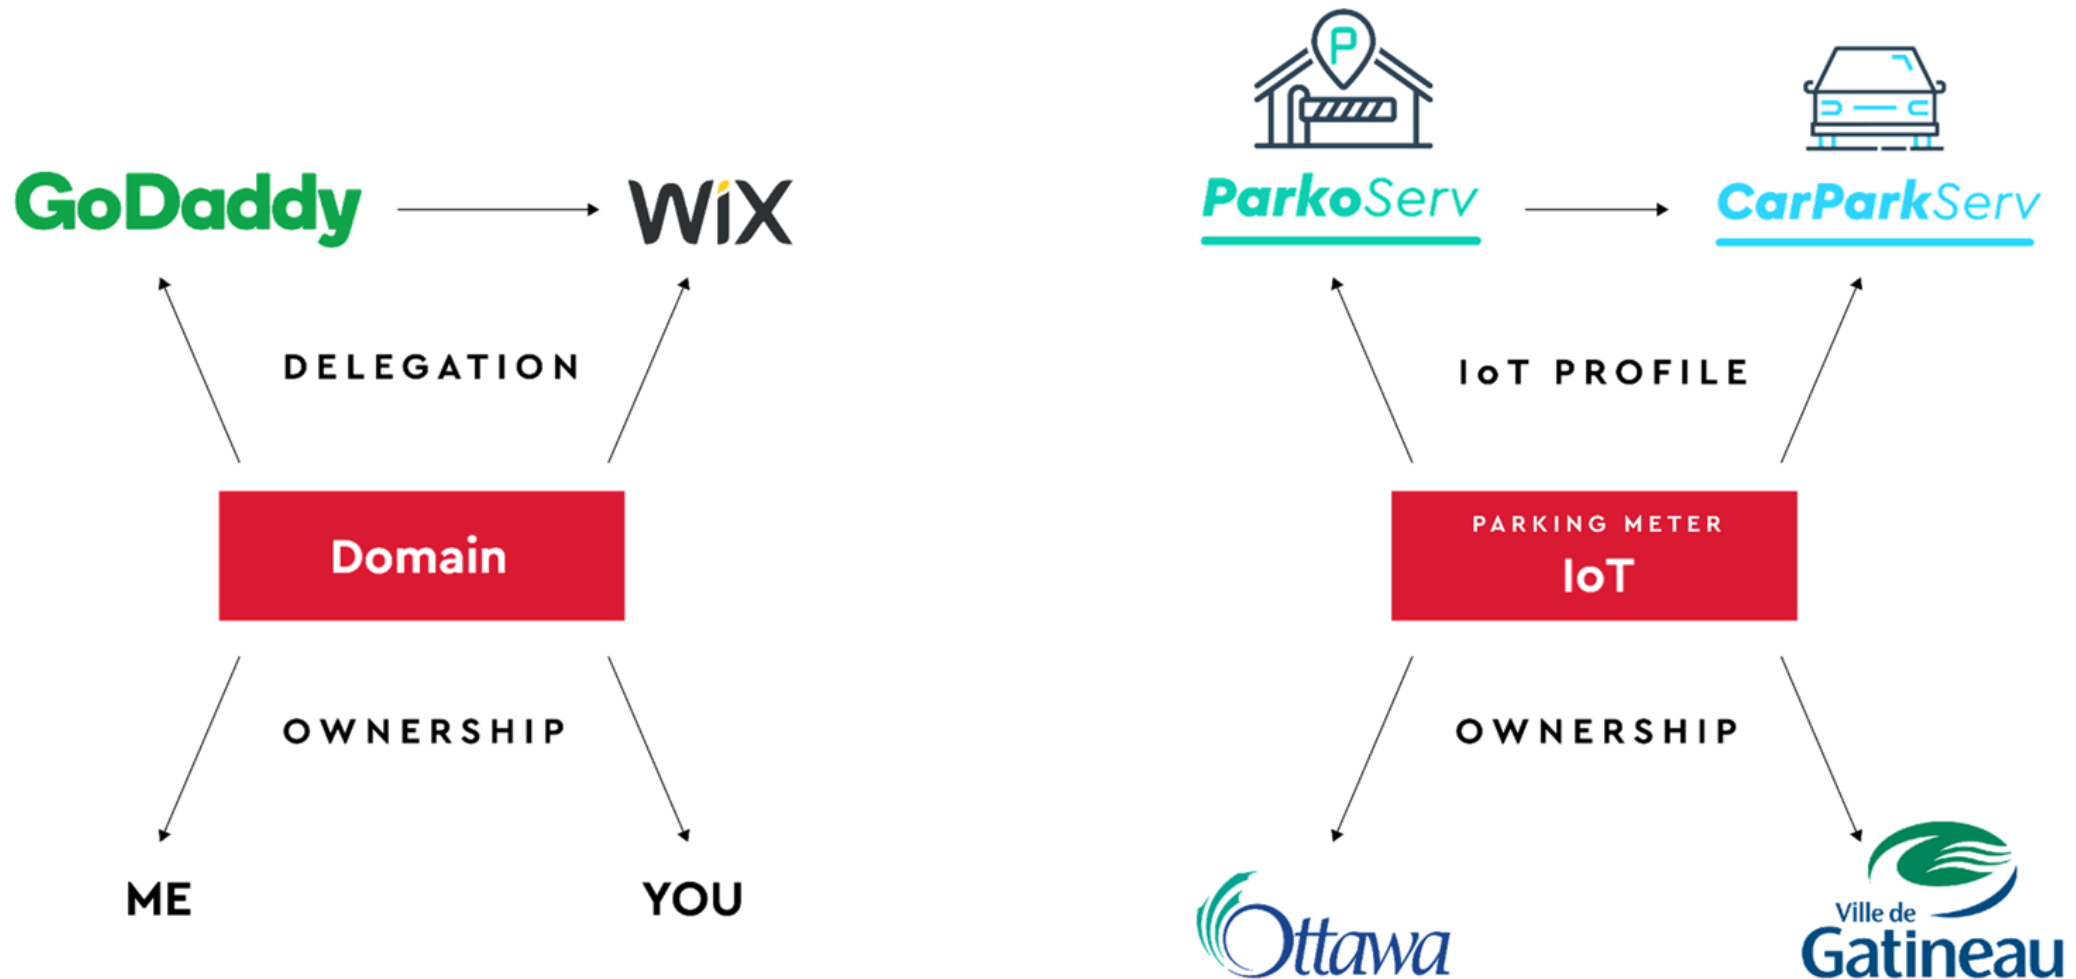 P
GoDaddy
WiX
ParkoServ
CarParkServ
DELEGATION
IoT PROFILE
Domain
PARKING METER
IoT
OWNERSHIP
OWNERSHIP
ME
YOU
Ottawa
Ville de
Gatineau